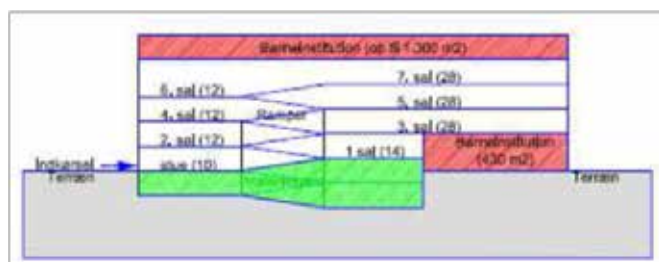 Børneinstitution (op til 1.300 m2)
7. sal (28)
6. sal (12)
5. sal (28)
4. sal (12)
Ramper
3. sal (28)
2. sal (12)
Børneinstitution
(430 m2)
1 sal (14)
Indkørsel
stue (10)
Terræn
Terræn